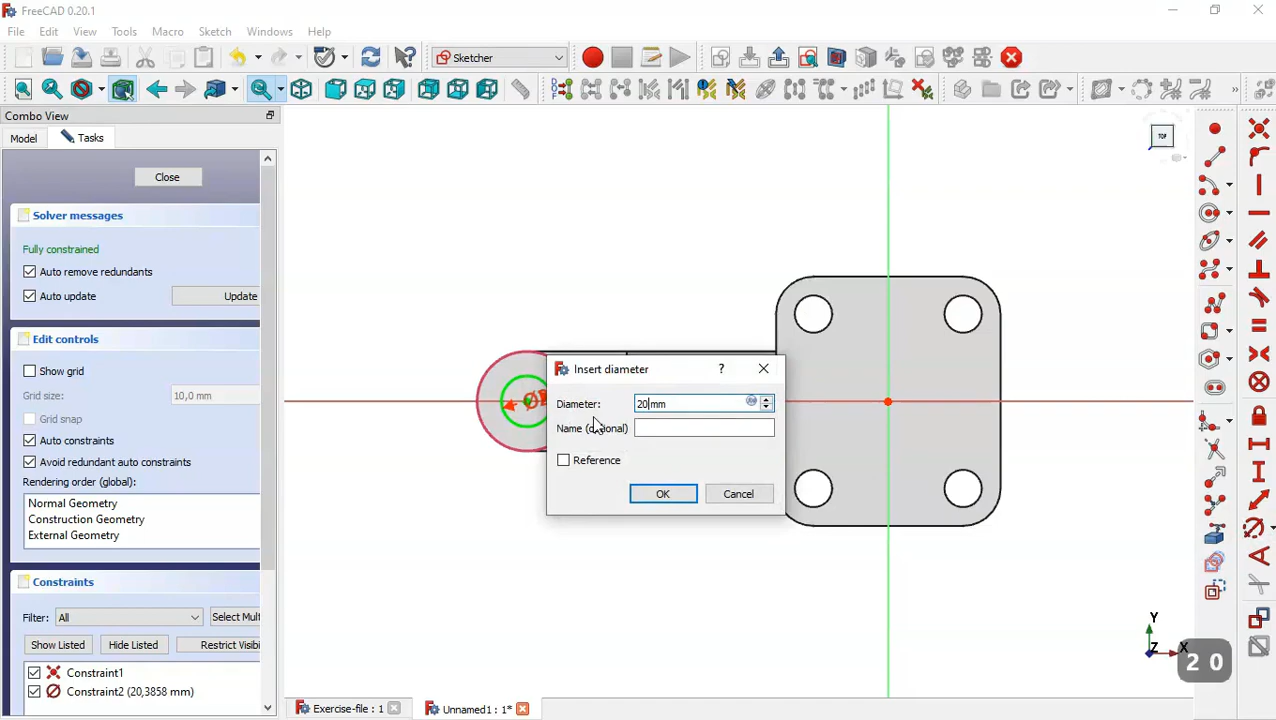 FreeCAD 0.20.1
File Edit View Tools Macro Sketch Windows Help
Sketcher
Combo View
Model Tasks
TOP
Close
Solver messages
Fully constrained
Auto remove redundants
Auto update Update
Edit controls
Show grid
Grid size: 10,0 mm
Grid snap
Auto constraints
Avoid redundant auto constraints
Rendering order (global):
Normal Geometry
Construction Geometry
External Geometry
Constraints
Filter: All Select Mult
Show Listed Hide Listed Restrict Visibi
Constraint1
Constraint2 (20,3858 mm)
Insert diameter ?
Diameter: 20 mm
Name (optional)
Reference
OK Cancel
Y
Z X
2 0
Exercise-file : 1 Unnamed1 : 1*